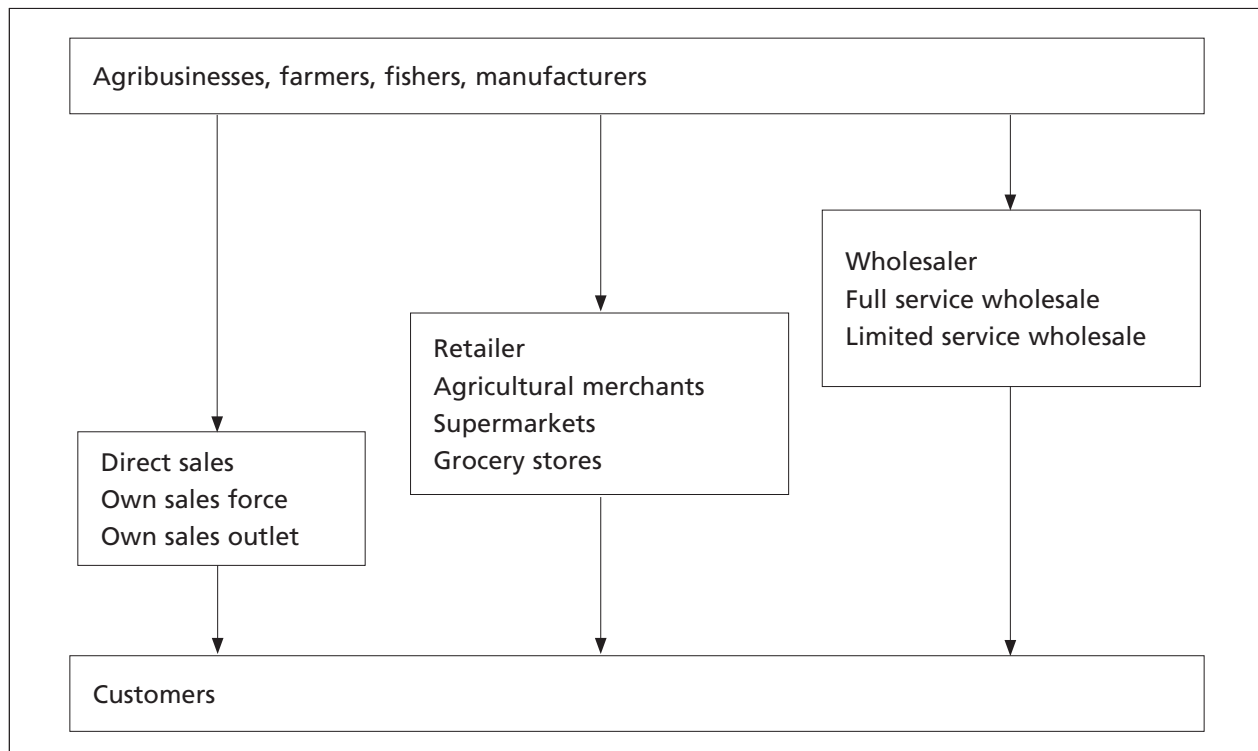 Agribusinesses, farmers, fishers, manufacturers
Wholesaler
Full service wholesale
Limited service wholesale
Retailer
Agricultural merchants
Supermarkets
Grocery stores
Direct sales
Own sales force
Own sales outlet
Customers